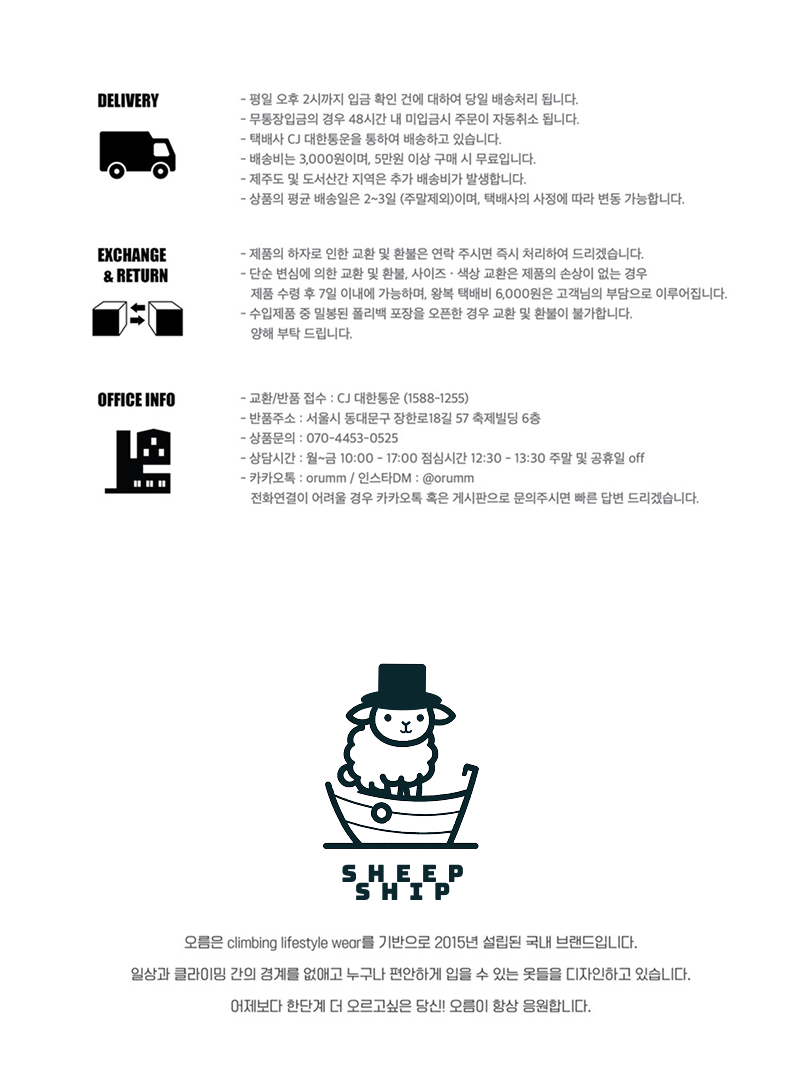 DELIVERY
- 평일 오후 2시까지 입금 확인 건에 대하여 당일 배송처리 됩니다.
- 무통장입금의 경우 48시간 내 미입금시 주문이 자동취소 됩니다.
- 택배사 CJ 대한통운을 통하여 배송하고 있습니다.
- 배송비는 3,000원이며, 5만원 이상 구매 시 무료입니다.
- 제주도 및 도서산간 지역은 추가 배송비가 발생합니다.
- 상품의 평균 배송일은 2~3일 (주말제외)이며, 택배사의 사정에 따라 변동 가능합니다.
EXCHANGE
& RETURN
- 제품의 하자로 인한 교환 및 환불은 연락 주시면 즉시 처리하여 드리겠습니다.
- 단순 변심에 의한 교환 및 환불, 사이즈 · 색상 교환은 제품의 손상이 없는 경우
제품 수령 후 7일 이내에 가능하며, 왕복 택배비 6,000원은 고객님의 부담으로 이루어집니다.
- 수입제품 중 밀봉된 폴리백 포장을 오픈한 경우 교환 및 환불이 불가합니다.
양해 부탁 드립니다.
OFFICE INFO
- 교환/반품 접수 : CJ 대한통운 (1588-1255)
- 반품주소 : 서울시 동대문구 장한로18길 57 축제빌딩 6층
- 상품문의 : 070-4453-0525
- 상담시간 : 월~금 10:00 - 17:00 점심시간 12:30 - 13:30 주말 및 공휴일 off
- 카카오톡 : orumm / 인스타DM : @orumm
전화연결이 어려울 경우 카카오톡 혹은 게시판으로 문의주시면 빠른 답변 드리겠습니다.
SHEEP
SHIP
오름은 climbing lifestyle wear를 기반으로 2015년 설립된 국내 브랜드입니다.
일상과 클라이밍 간의 경계를 없애고 누구나 편안하게 입을 수 있는 옷들을 디자인하고 있습니다.
어제보다 한단계 더 오르고싶은 당신! 오름이 항상 응원합니다.